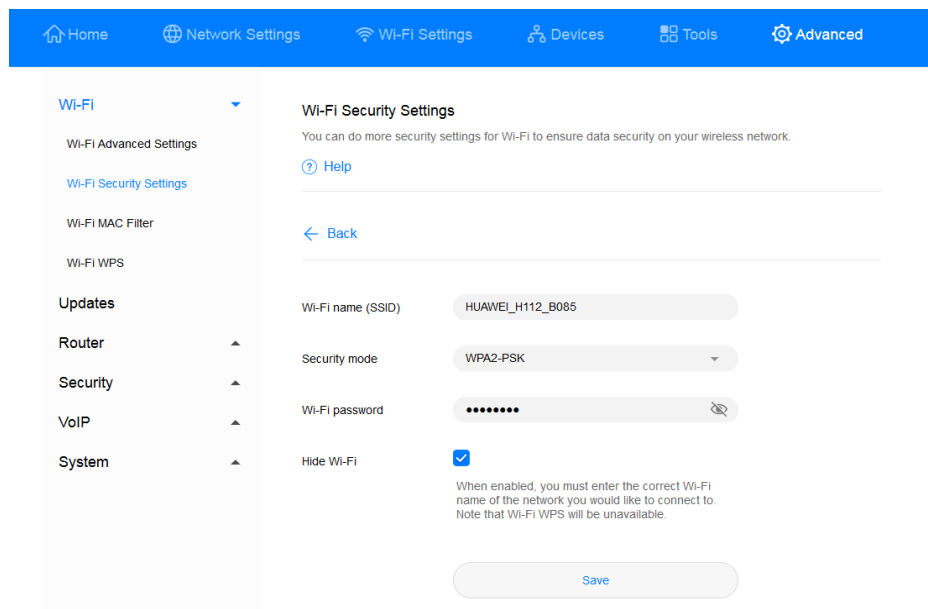 Home Network Settings Wi-Fi Settings Devices Tools Advanced
Wi-Fi
Wi-Fi Advanced Settings
Wi-Fi Security Settings
Wi-Fi MAC Filter
Wi-Fi WPS
Updates
Router
Security
VoIP
System
Wi-Fi Security Settings
You can do more security settings for Wi-Fi to ensure data security on your wireless network.
? Help
Back
Wi-Fi name (SSID) HUAWEI_H112_B085
Security mode WPA2-PSK
Wi-Fi password ••••••••
Hide Wi-Fi
When enabled, you must enter the correct Wi-Fi
name of the network you would like to connect to.
Note that Wi-Fi WPS will be unavailable.
Save